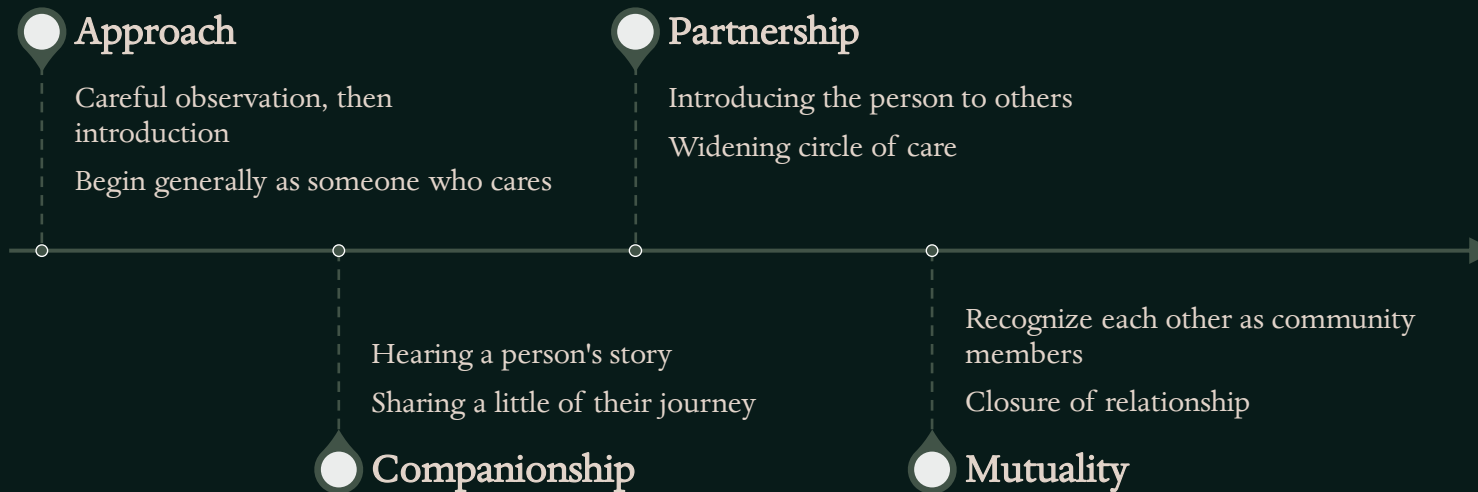 Approach
Careful observation, then
introduction
Begin generally as someone who cares
Partnership
Introducing the person to others
Widening circle of care
Hearing a person's story
Sharing a little of their journey
Companionship
Recognize each other as community
members
Closure of relationship
Mutuality